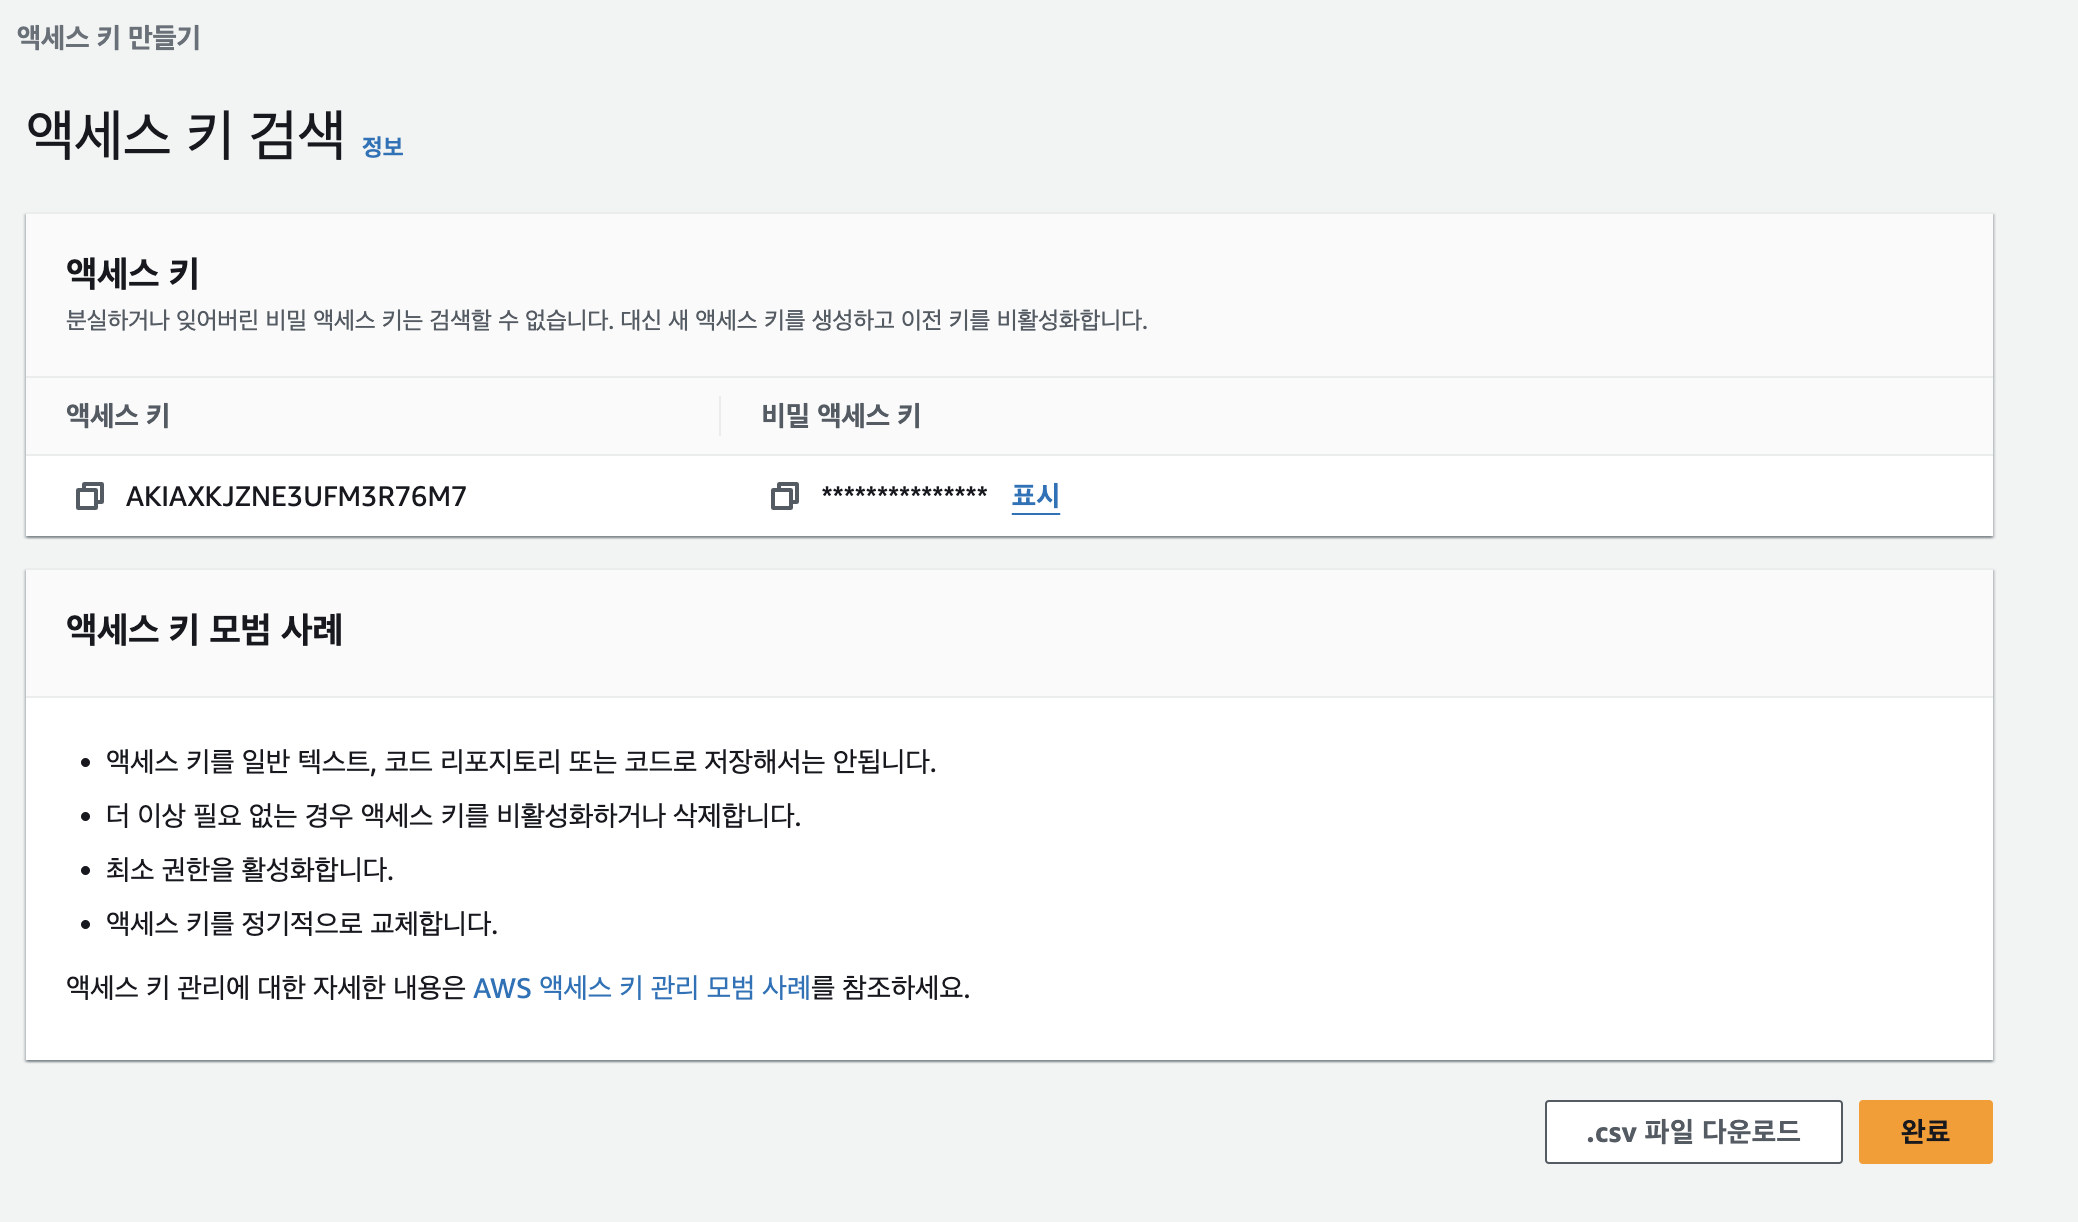 액세스 키 만들기
액세스 키 검색 정보
액세스 키
분실하거나 잊어버린 비밀 액세스 키는 검색할 수 없습니다. 대신 새 액세스 키를 생성하고 이전 키를 비활성화합니다.
액세스 키 비밀 액세스 키
AKIAXKJZNE3UFM3R76M7 *************** 표시
액세스 키 모범 사례
• 액세스 키를 일반 텍스트, 코드 리포지토리 또는 코드로 저장해서는 안됩니다.
• 더 이상 필요 없는 경우 액세스 키를 비활성화하거나 삭제합니다.
• 최소 권한을 활성화합니다.
• 액세스 키를 정기적으로 교체합니다.
액세스 키 관리에 대한 자세한 내용은 AWS 액세스 키 관리 모범 사례를 참조하세요.
.csv 파일 다운로드 완료